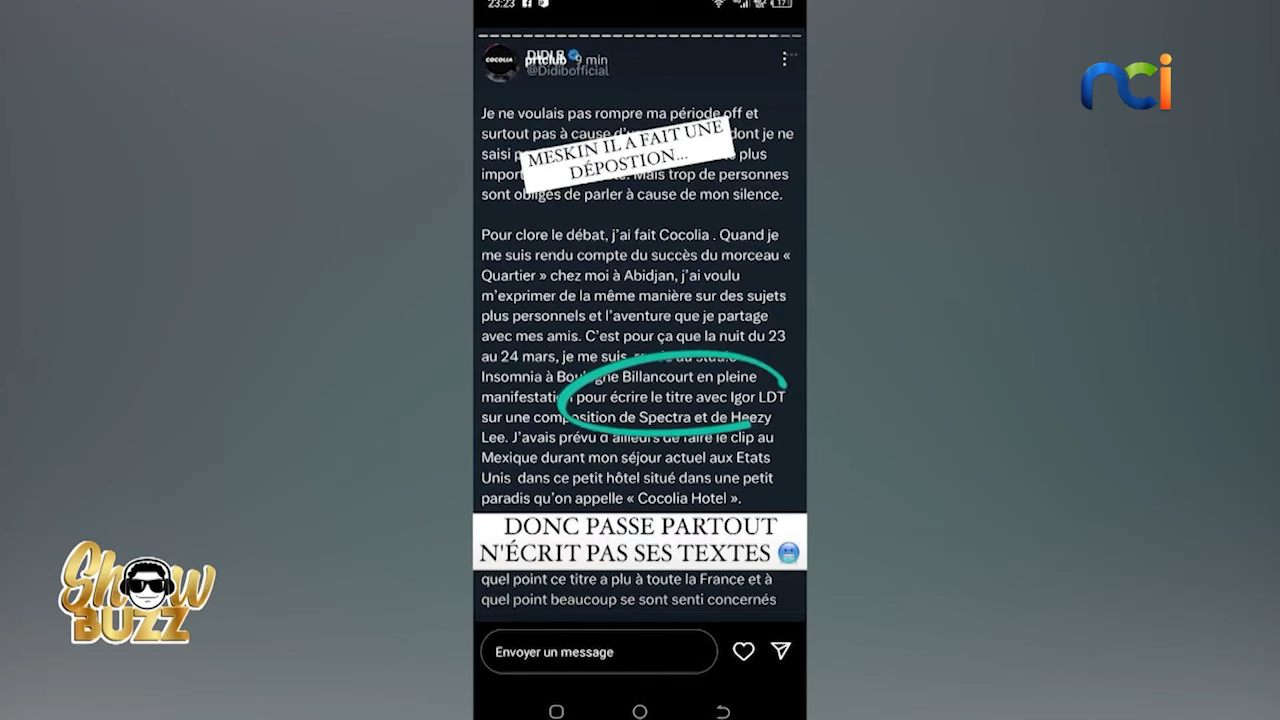 23:23
nci
COCOLIA
DIDI B
prtclub 9 min
@Didibofficial
Je ne voulais pas rompre ma période off et
surtout pas à cause dont je ne
saisi plus
MESKIN IL A FAIT UNE
DÉPOSTION...
import Mais trop de personnes
sont obligés de parler à cause de mon silence.
Pour clore le débat, j'ai fait Cocolia . Quand je
me suis rendu compte du succès du morceau «
Quartier » chez moi à Abidjan, j'ai voulu
m'exprimer de la même manière sur des sujets
plus personnels et l'aventure que je partage
avec mes amis. C'est pour ça que la nuit du 23
au 24 mars, je me suis rendu au studio
Insomnia à Boulogne Billancourt en pleine
manifestation pour écrire le titre avec Igor LDT
sur une composition de Spectra et de Heezy
Lee. J'avais prévu d'ailleurs de faire le clip au
Mexique durant mon séjour actuel aux Etats
Unis dans ce petit hôtel situé dans une petit
paradis qu'on appelle « Cocolia Hotel ».
DONC PASSE PARTOUT
N'ÉCRIT PAS SES TEXTES
quel point ce titre a plu à toute la France et à
quel point beaucoup se sont senti concernés
Show
BUZZ
Envoyer un message